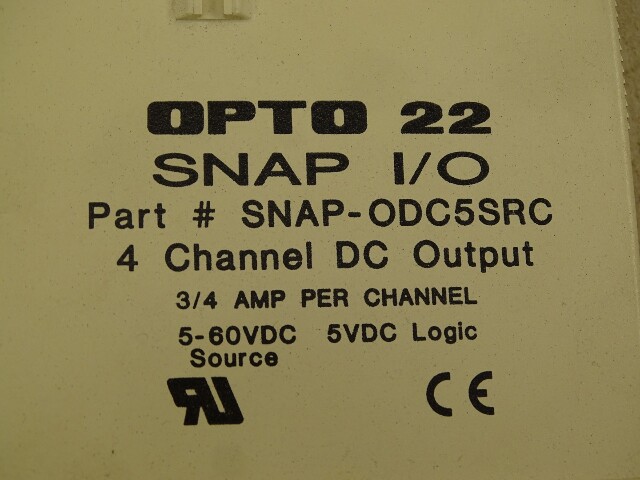 OPTO 22
SNAP I/O
Part # SNAP-ODC5SRC
4 Channel DC Output
3/4 AMP PER CHANNEL
5-60VDC 5VDC Logic
Source
RU CE